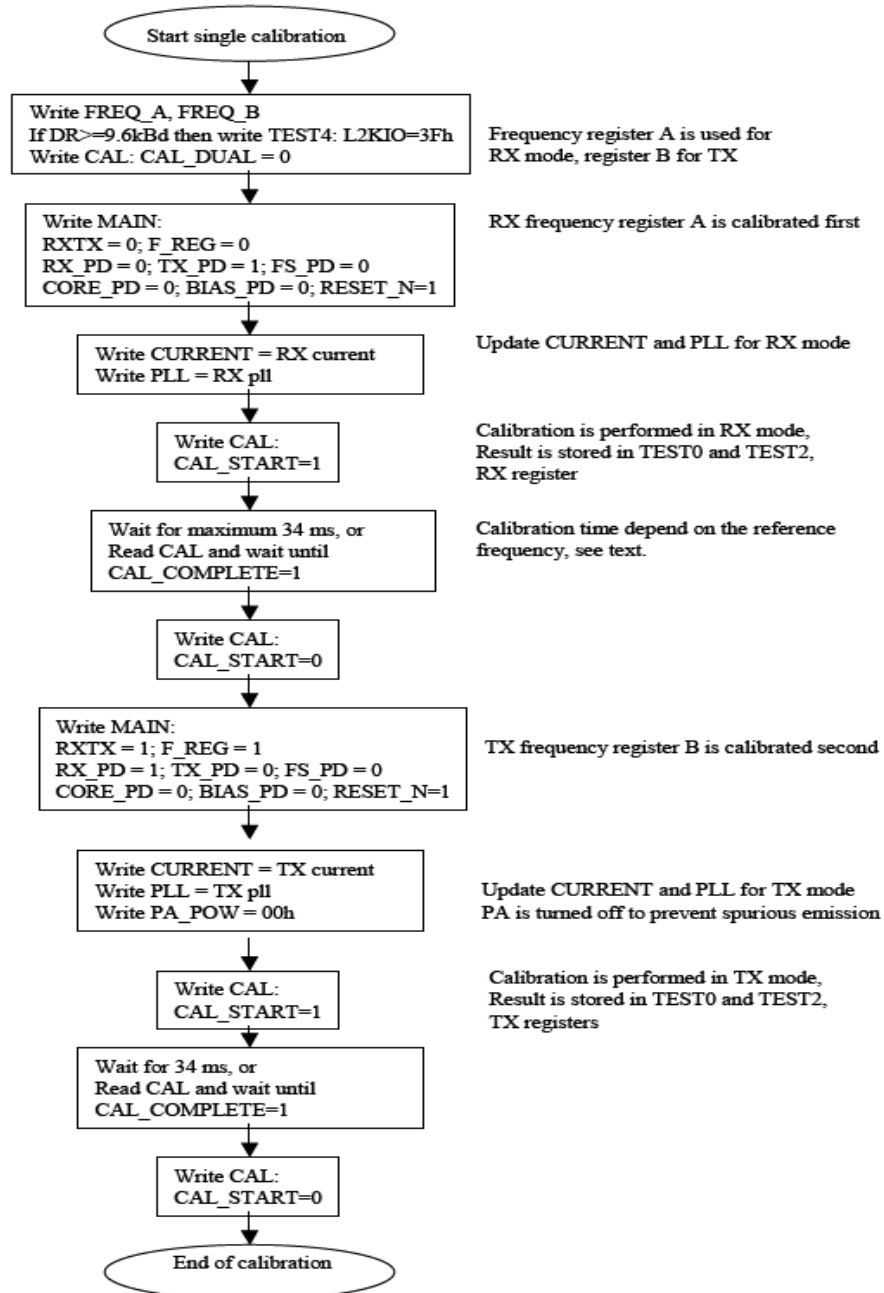 Start single calibration
Write FREQ_A, FREQ_B
If DR>=9.6kBd then write TEST4: L2KIO=3Fh
Write CAL: CAL_DUAL = 0
Frequency register A is used for
RX mode, register B for TX
Write MAIN:
RXTX = 0; F_REG = 0
RX_PD = 0; TX_PD = 1; FS_PD = 0
CORE_PD = 0; BIAS_PD = 0; RESET_N=1
RX frequency register A is calibrated first
Write CURRENT = RX current
Write PLL = RX pll
Update CURRENT and PLL for RX mode
Write CAL:
CAL_START=1
Calibration is performed in RX mode,
Result is stored in TEST0 and TEST2,
RX register
Wait for maximum 34 ms, or
Read CAL and wait until
CAL_COMPLETE=1
Calibration time depend on the reference
frequency, see text.
Write CAL:
CAL_START=0
Write MAIN:
RXTX = 1; F_REG = 1
RX_PD = 1; TX_PD = 0; FS_PD = 0
CORE_PD = 0; BIAS_PD = 0; RESET_N=1
TX frequency register B is calibrated second
Write CURRENT = TX current
Write PLL = TX pll
Write PA_POW = 00h
Update CURRENT and PLL for TX mode
PA is turned off to prevent spurious emission
Write CAL:
CAL_START=1
Calibration is performed in TX mode,
Result is stored in TEST0 and TEST2,
TX registers
Wait for 34 ms, or
Read CAL and wait until
CAL_COMPLETE=1
Write CAL:
CAL_START=0
End of calibration